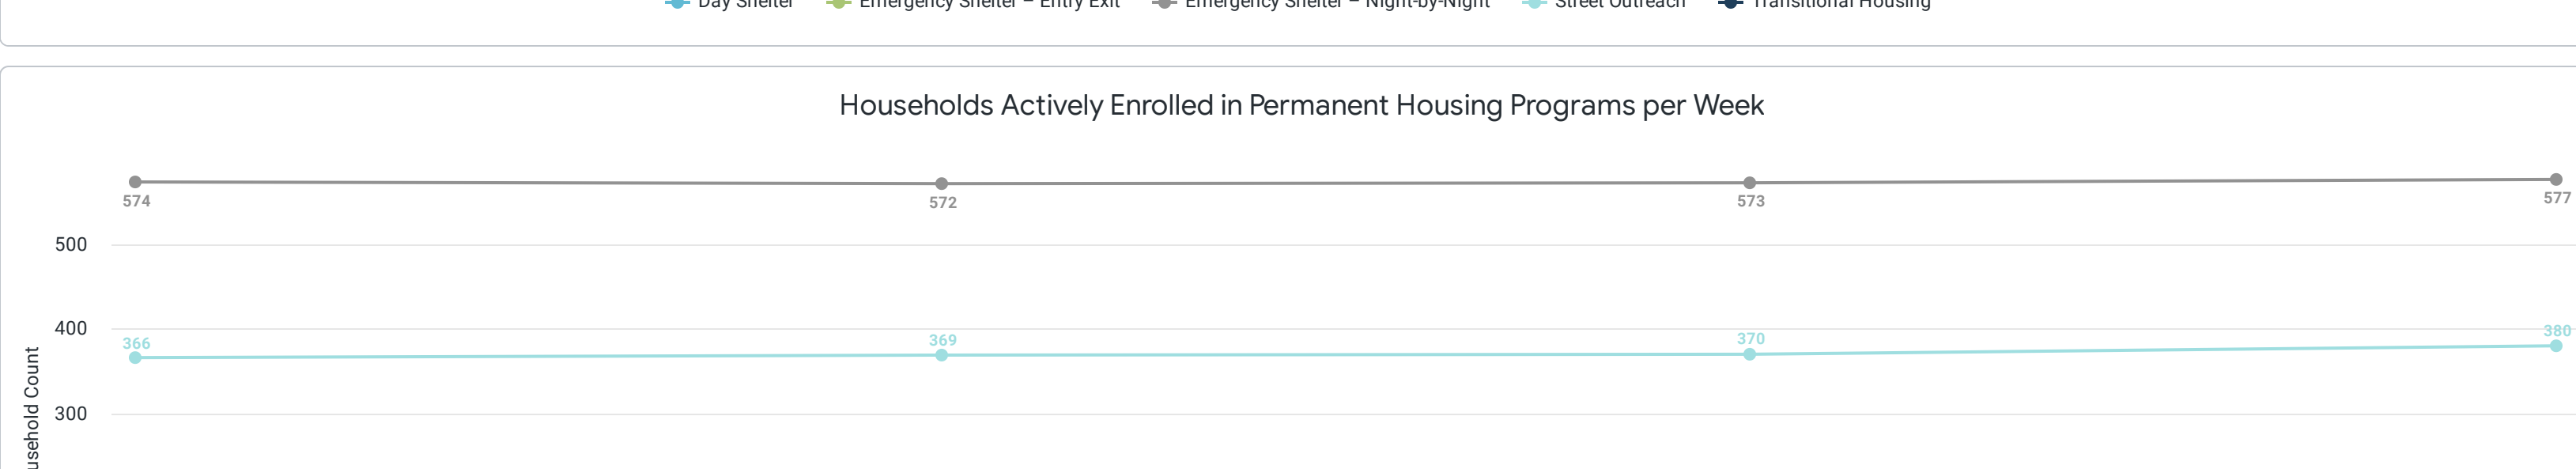 Day Shelter Emergency Shelter – Entry Exit Emergency Shelter – Night-by-Night Street Outreach Transitional Housing
Households Actively Enrolled in Permanent Housing Programs per Week
574 572 573 577
500
400
366 369 370 380
300
usehold Count